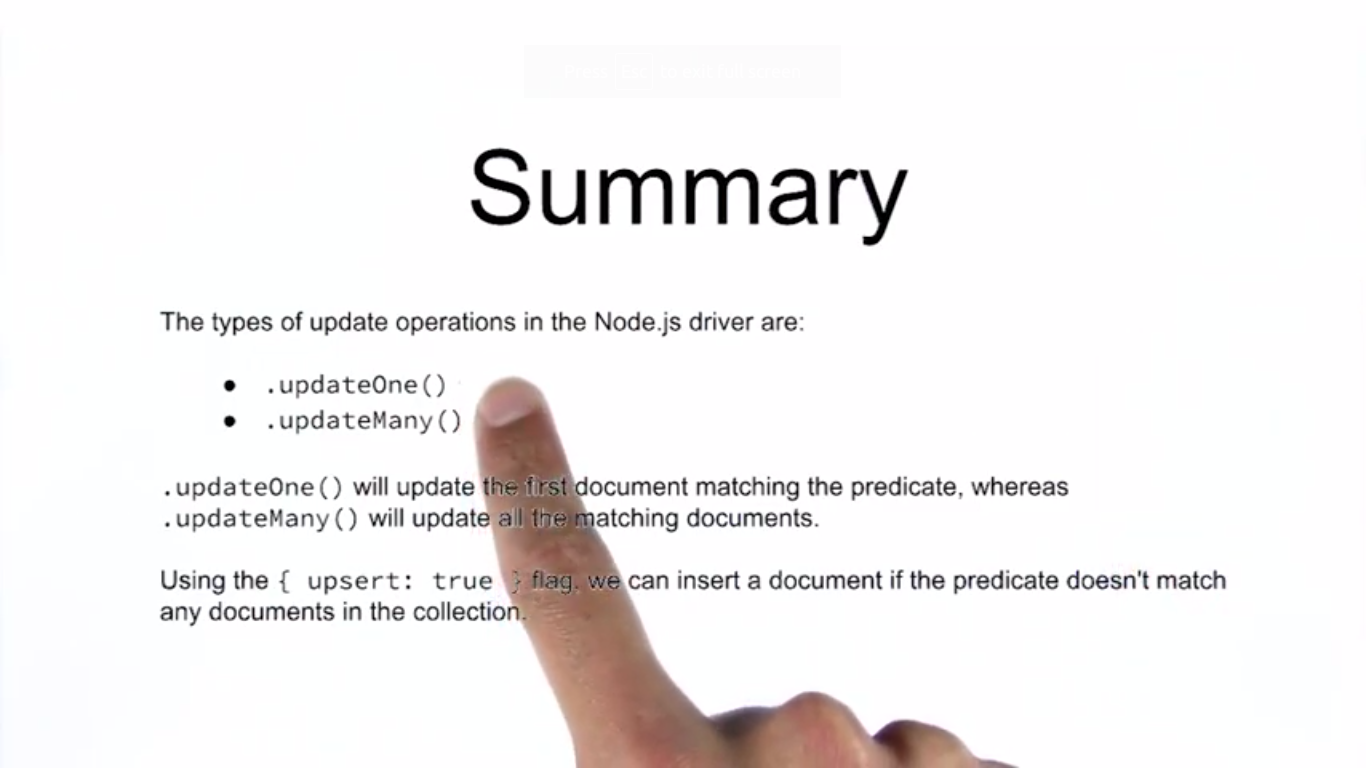 Press Esc to exit full screen
Summary
The types of update operations in the Node.js driver are:
● .updateOne()
● .updateMany()
.updateOne() will update the first document matching the predicate, whereas
.updateMany() will update all the matching documents.
Using the { upsert: true } flag, we can insert a document if the predicate doesn't match
any documents in the collection.